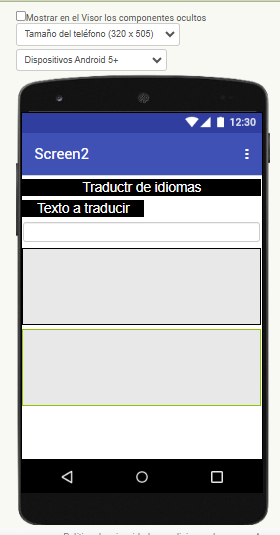 Mostrar en el Visor los componentes ocultos
Tamaño del teléfono (320 x 505)
Dispositivos Android 5+
12:30
Screen2
Traductr de idiomas
Texto a traducir